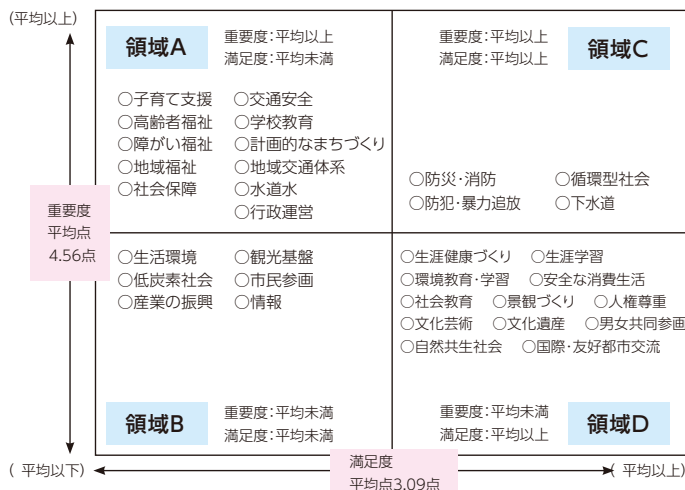 (平均以上)
領域A
重要度:平均以上
満足度:平均未満
○子育て支援 ○交通安全
○高齢者福祉 ○学校教育
○障がい福祉 ○計画的なまちづくり
○地域福祉 ○地域交通体系
○社会保障 ○水道水
○行政運営
重要度:平均以上
満足度:平均以上
領域C
○防災・消防 ○循環型社会
○防犯・暴力追放 ○下水道
重要度
平均点
4.56点
○生活環境 ○観光基盤
○低炭素社会 ○市民参画
○産業の振興 ○情報
領域B
重要度:平均未満
満足度:平均未満
○生涯健康づくり ○生涯学習
○環境教育・学習 ○安全な消費生活
○社会教育 ○景観づくり ○人権尊重
○文化芸術 ○文化遺産 ○男女共同参画
○自然共生社会 ○国際・友好都市交流
重要度:平均未満
満足度:平均以上
領域D
( 平均以下)
満足度
平均点3.09点
( 平均以上)